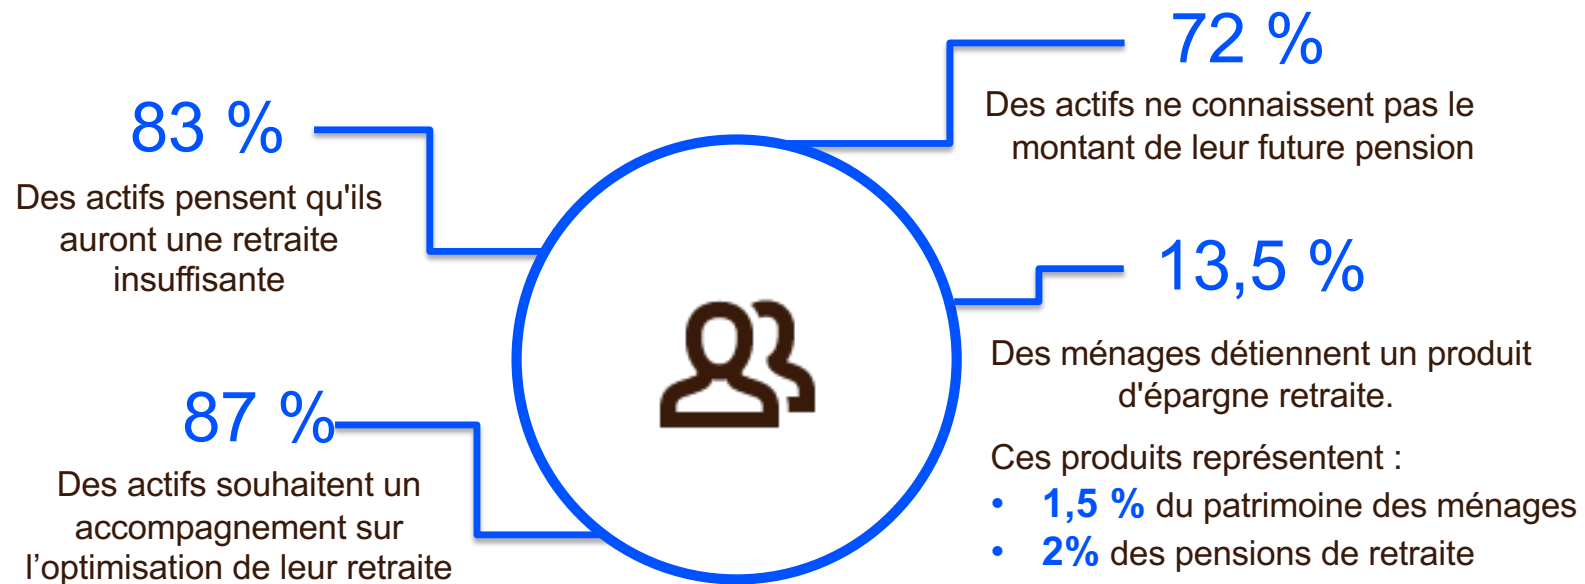 83 %
Des actifs pensent qu'ils
auront une retraite
insuffisante
87 %
Des actifs souhaitent un
accompagnement sur
l’optimisation de leur retraite
72 %
Des actifs ne connaissent pas le
montant de leur future pension
13,5 %
Des ménages détiennent un produit
d'épargne retraite.
Ces produits représentent :
• 1,5 % du patrimoine des ménages
• 2% des pensions de retraite